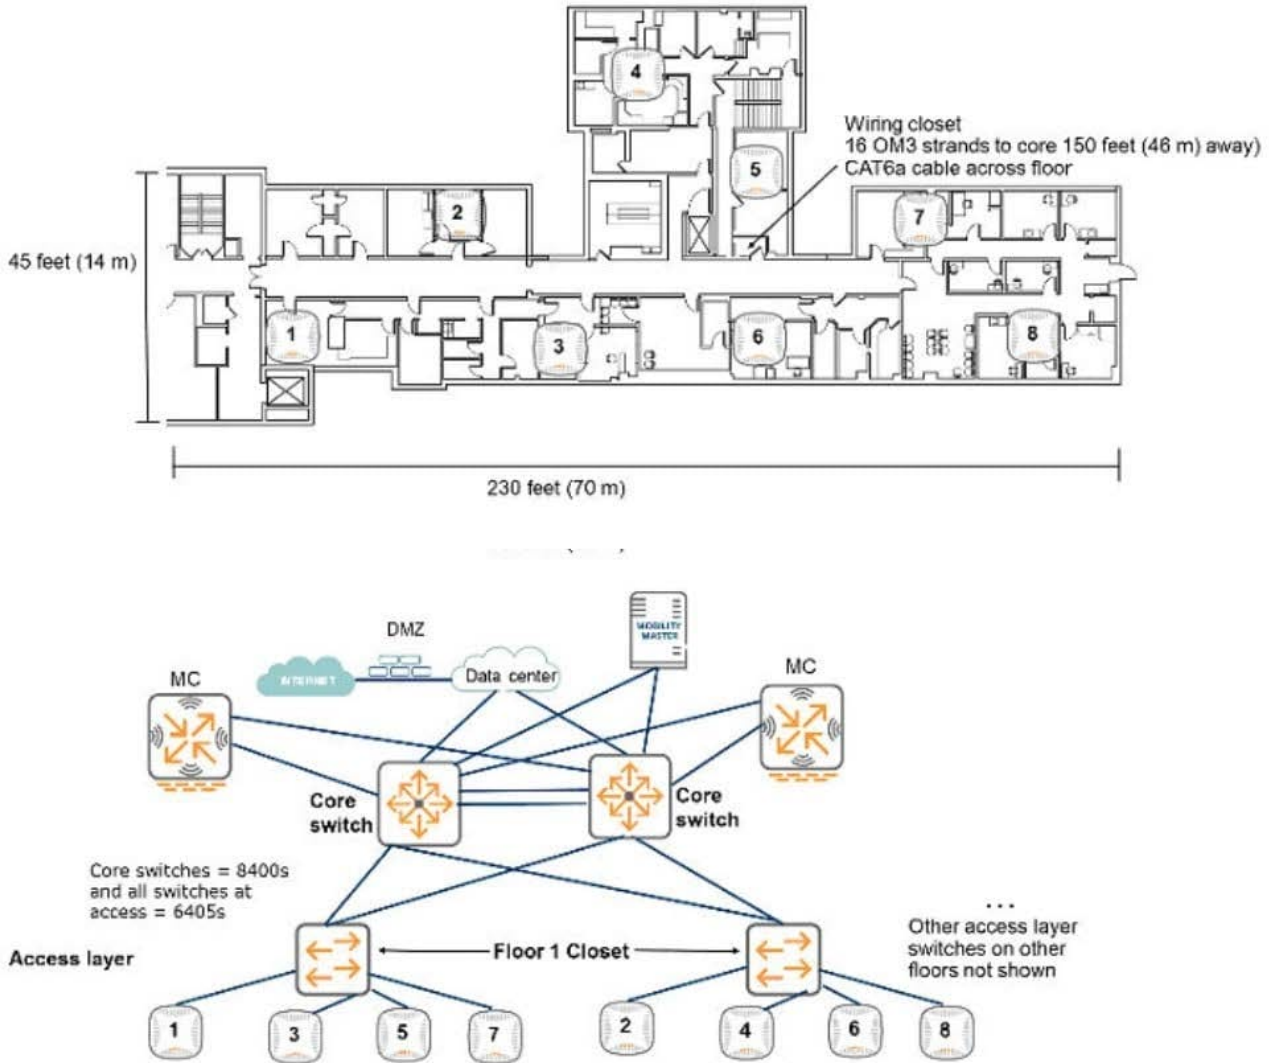 4
Wiring closet
16 OM3 strands to core 150 feet (46 m) away)
CAT6a cable across floor
5
2
7
45 feet (14 m)
1
3
6
8
230 feet (70 m)
DMZ
MOBILITY
MASTER
MC
INTERNET
Data center
MC
Core
switch
Core
switch
Core switches = 8400s
and all switches at
access = 6405s
...
Other access layer
switches on other
floors not shown
Access layer
Floor 1 Closet
1
3
5
7
2
4
6
8